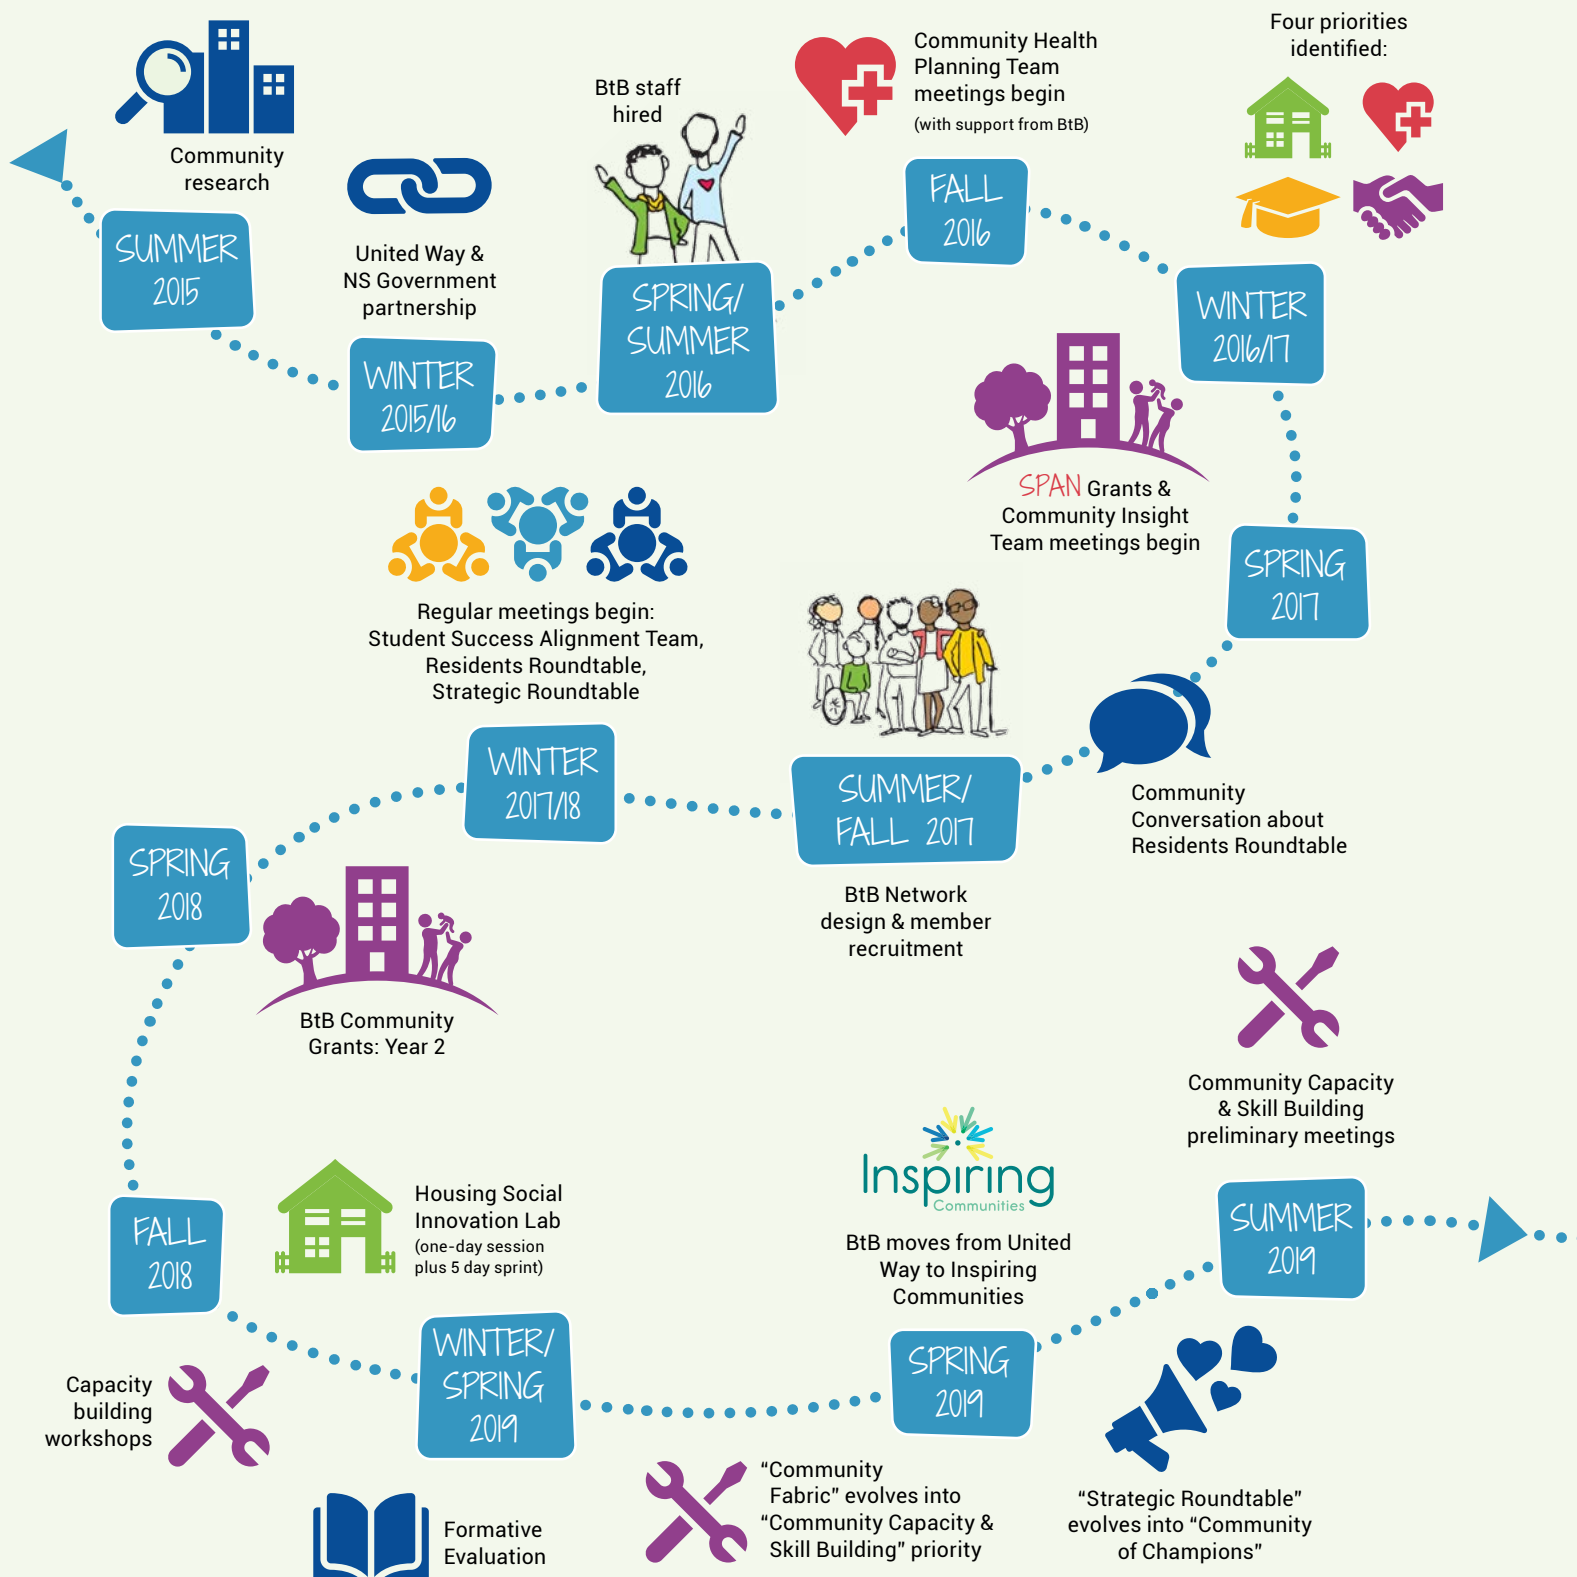 Community
research
SUMMER
2015
United Way &
NS Government
partnership
WINTER
2015/16
BtB staff
hired
SPRING/
SUMMER
2016
Community Health
Planning Team
meetings begin
(with support from BtB)
FALL
2016
Four priorities
identified:
WINTER
2016/17
SPAN Grants &
Community Insight
Team meetings begin
SPRING
2017
Community
Conversation about
Residents Roundtable
SUMMER/
FALL 2017
BtB Network
design & member
recruitment
Regular meetings begin:
Student Success Alignment Team,
Residents Roundtable,
Strategic Roundtable
WINTER
2017/18
SPRING
2018
BtB Community
Grants: Year 2
FALL
2018
Capacity
building
workshops
Housing Social
Innovation Lab
(one-day session
plus 5 day sprint)
WINTER/
SPRING
2019
Formative
Evaluation
Inspiring
Communities
BtB moves from United
Way to Inspiring
Communities
SPRING
2019
“Community
Fabric” evolves into
“Community Capacity &
Skill Building” priority
Community Capacity
& Skill Building
preliminary meetings
SUMMER
2019
“Strategic Roundtable”
evolves into “Community
of Champions”